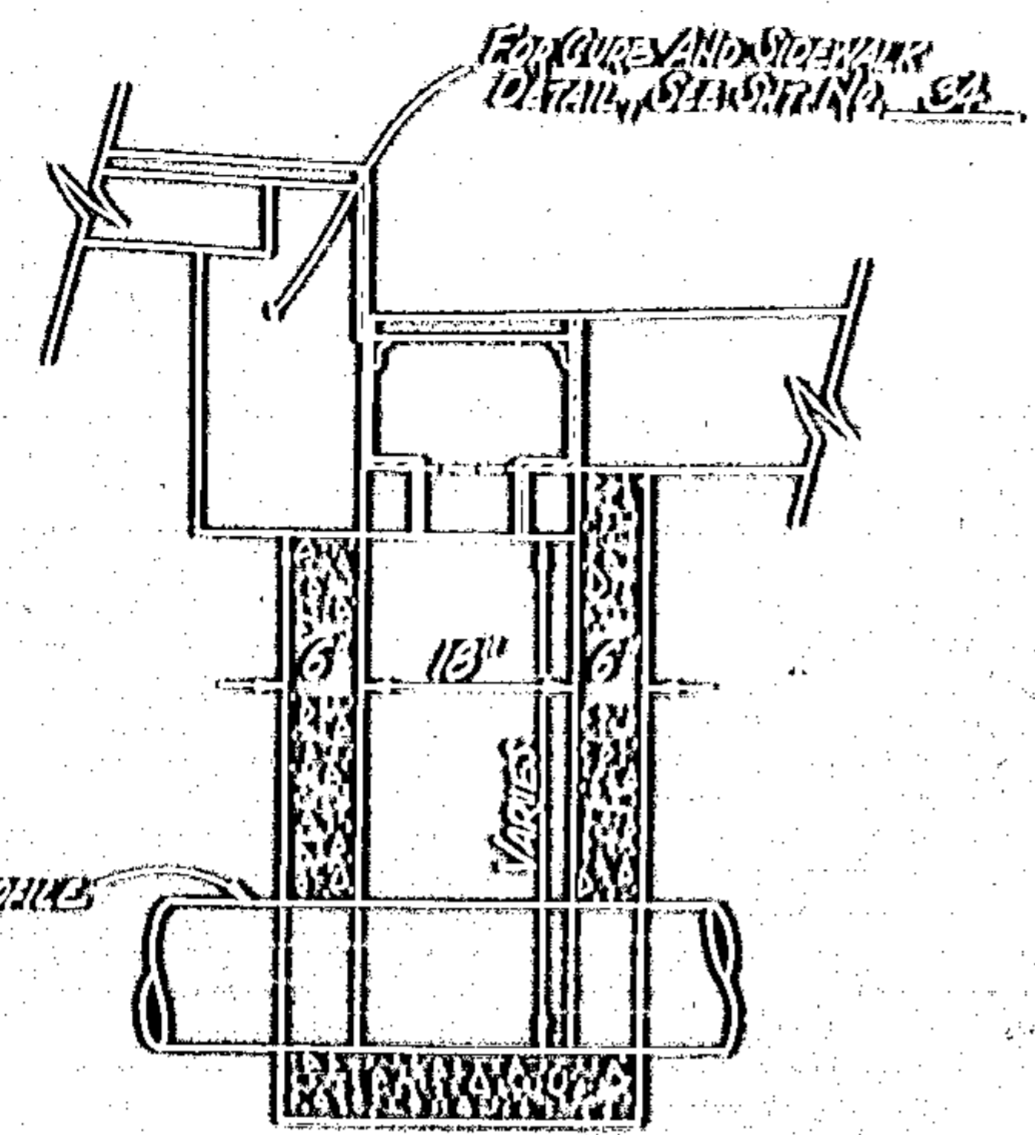 FOR CURB AND SIDEWALK
DETAIL, SEE SHT. NO. 34
6" 18" 6"
VARIES